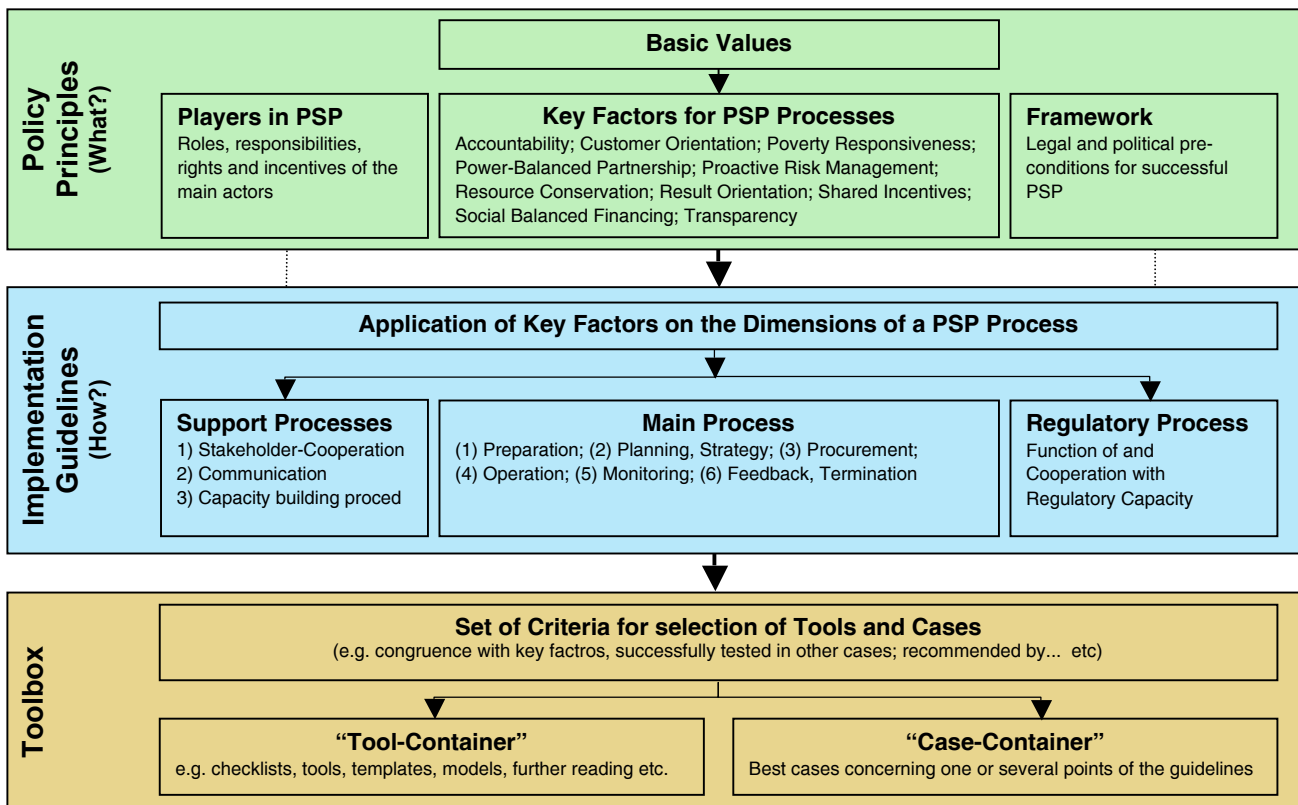 Policy
Principles
(What?)
Basic Values
Players in PSP
Roles, responsibilities,
rights and incentives of the
main actors
Key Factors for PSP Processes
Accountability; Customer Orientation; Poverty Responsiveness;
Power-Balanced Partnership; Proactive Risk Management;
Resource Conservation; Result Orientation; Shared Incentives;
Social Balanced Financing; Transparency
Framework
Legal and political pre-
conditions for successful
PSP
Implementation
Guidelines
(How?)
Application of Key Factors on the Dimensions of a PSP Process
Support Processes
1) Stakeholder-Cooperation
2) Communication
3) Capacity building proced
Main Process
(1) Preparation; (2) Planning, Strategy; (3) Procurement;
(4) Operation; (5) Monitoring; (6) Feedback, Termination
Regulatory Process
Function of and
Cooperation with
Regulatory Capacity
Toolbox
Set of Criteria for selection of Tools and Cases
(e.g. congruence with key factros, successfully tested in other cases; recommended by... etc)
“Tool-Container”
e.g. checklists, tools, templates, models, further reading etc.
“Case-Container”
Best cases concerning one or several points of the guidelines